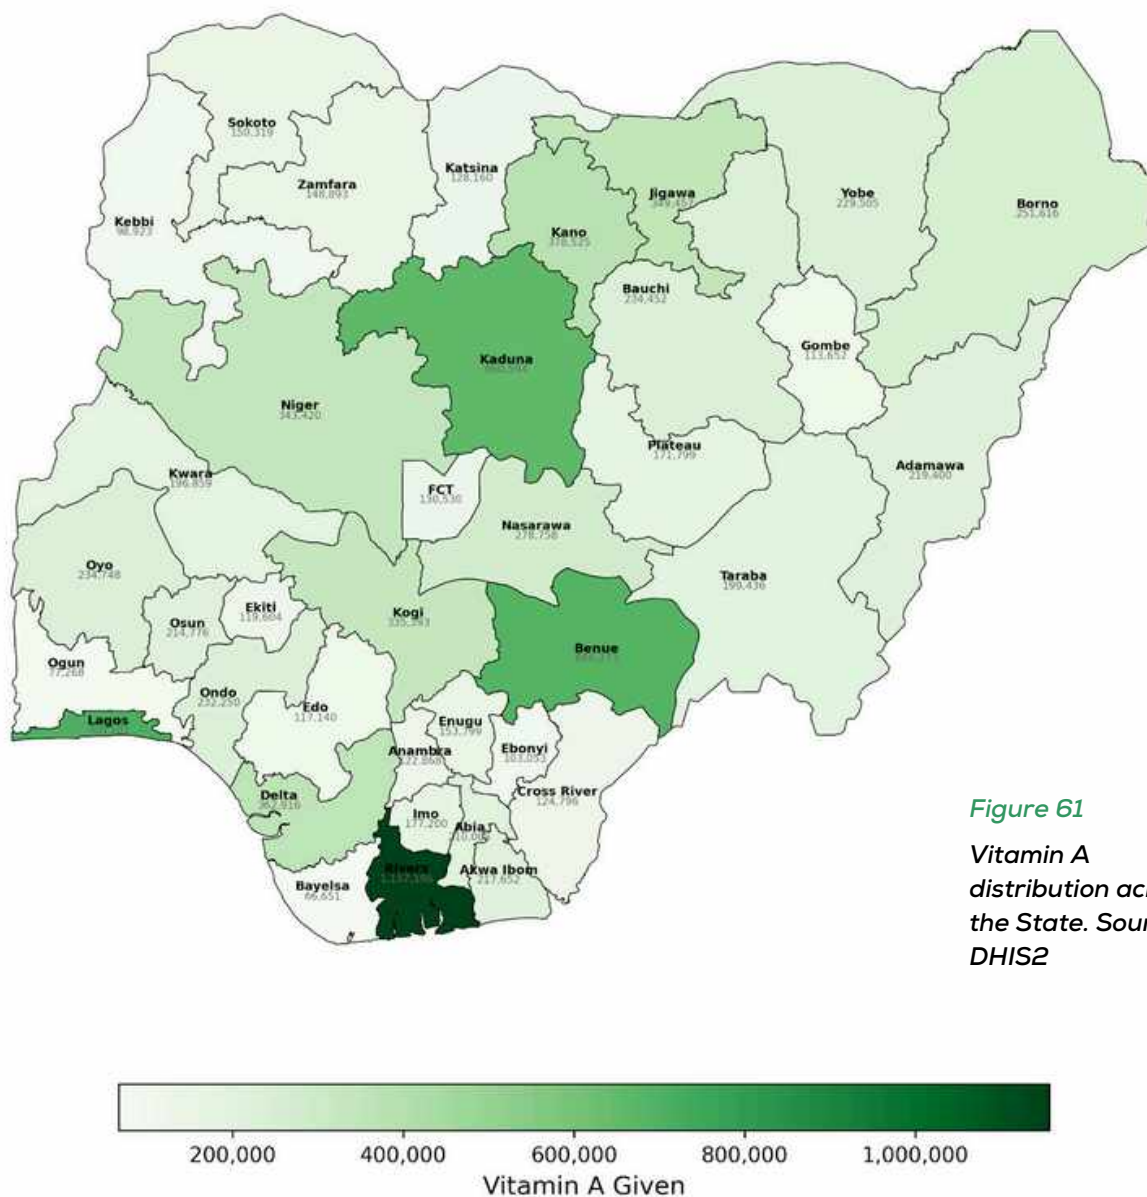 Sokoto
150,319
Katsina
128,160
Zamfara
148,893
Jigawa
Yobe
229,505
Borno
251,616
Kebbi
98,923
Kano
378,525
Bauchi
234,452
Gombe
113,652
Kaduna
Niger
343,420
Plateau
171,799
Adamawa
219,400
Kwara
196,859
FCT
130,530
Nasarawa
278,758
Oyo
234,748
Taraba
199,436
Ekiti
119,604
Kogi
335,393
Osun
214,776
Benue
Ogun
77,268
Ondo
232,250
Edo
117,140
Lagos
Enugu
153,799
Anambra
122,868
Ebonyi
103,053
Delta
362,916
Cross River
124,796
Imo
177,200
Abia
Rivers
Akwa Ibom
217,652
Bayelsa
66,651
Figure 61
Vitamin A
distribution
the State.
DHIS2
200,000 400,000 600,000 800,000 1,000,000
Vitamin A Given